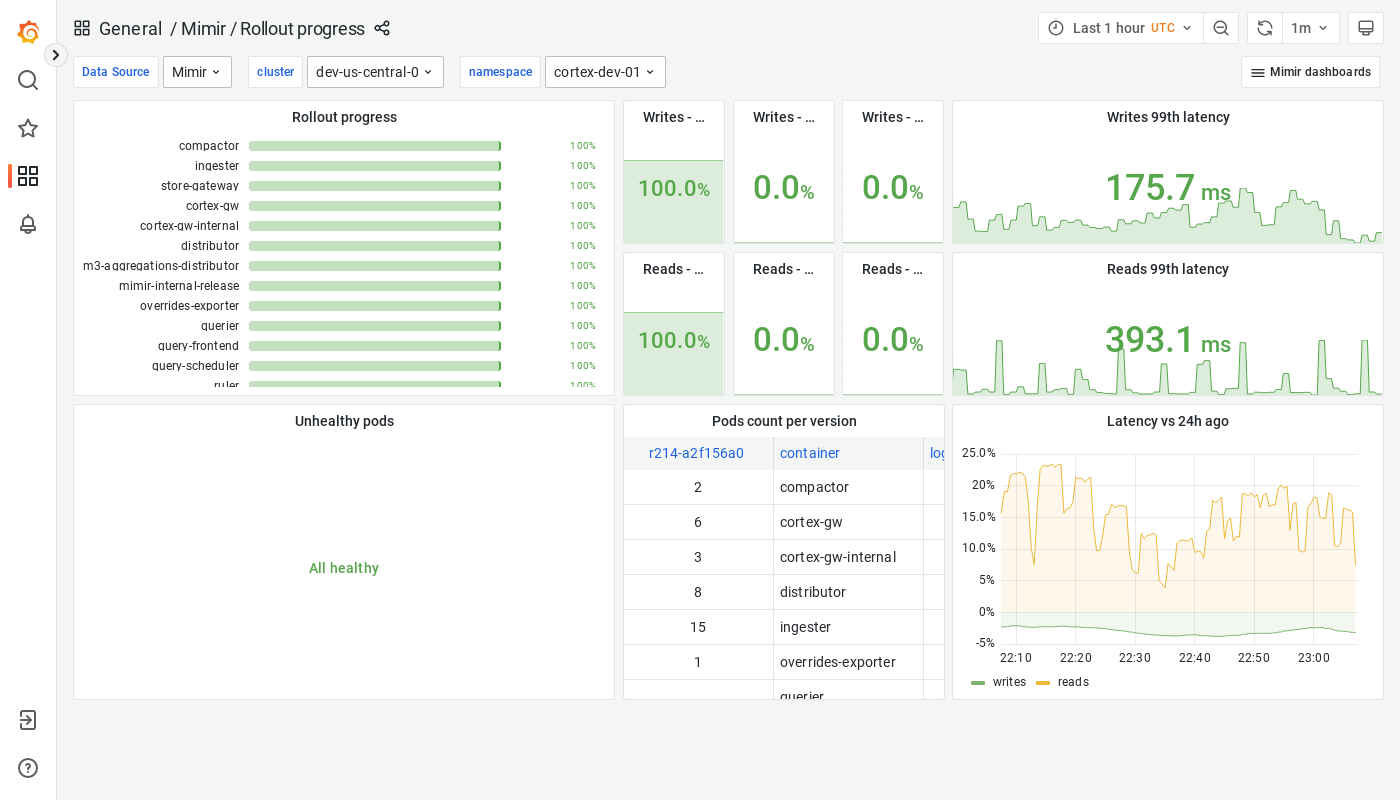 General / Mimir / Rollout progress
Last 1 hour UTC
1m
Data Source
Mimir
cluster
dev-us-central-0
namespace
cortex-dev-01
Mimir dashboards
Rollout progress
compactor 100%
ingester 100%
store-gateway 100%
cortex-gw 100%
cortex-gw-internal 100%
distributor 100%
m3-aggregations-distributor 100%
mimir-internal-release 100%
overrides-exporter 100%
querier 100%
query-frontend 100%
query-scheduler 100%
ruler 100%
Writes - ...
100.0%
Writes - ...
0.0%
Writes - ...
0.0%
Writes 99th latency
175.7 ms
Reads - ...
100.0%
Reads - ...
0.0%
Reads - ...
0.0%
Reads 99th latency
393.1 ms
Unhealthy pods
All healthy
Pods count per version
r214-a2f156a0 container log
2 compactor
6 cortex-gw
3 cortex-gw-internal
8 distributor
15 ingester
1 overrides-exporter
querier
Latency vs 24h ago
25.0%
20%
15.0%
10.0%
5%
0%
-5%
22:10 22:20 22:30 22:40 22:50 23:00
writes reads